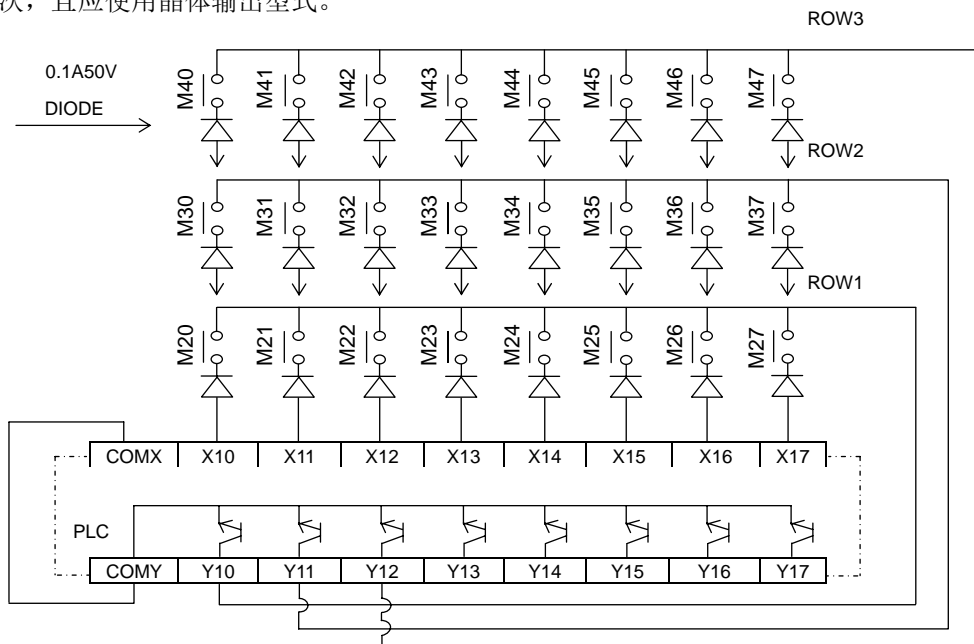 次，且应使用晶体输出型式。
ROW3
0.1A50V
DIODE
M40 M41 M42 M43 M44 M45 M46 M47
ROW2
M30 M31 M32 M33 M34 M35 M36 M37
ROW1
M20 M21 M22 M23 M24 M25 M26 M27
COMX X10 X11 X12 X13 X14 X15 X16 X17
PLC
COMY Y10 Y11 Y12 Y13 Y14 Y15 Y16 Y17